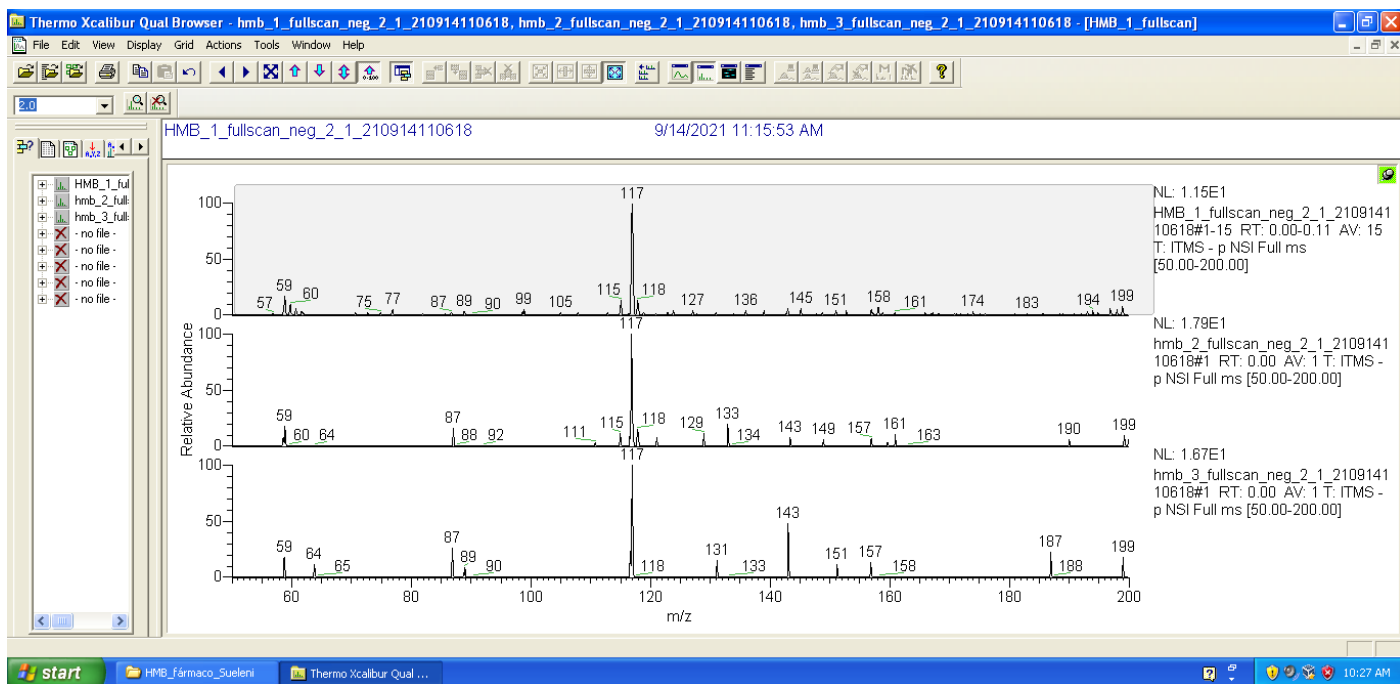 Thermo Xcalibur Qual Browser - hmb_1_fullscan_neg_2_1_210914110618, hmb_2_fullscan_neg_2_1_210914110618, hmb_3_fullscan_neg_2_1_210914110618 - [HMB_1_fullscan]
File Edit View Display Grid Actions Tools Window Help
2.0
HMB_1_fullscan_neg_2_1_210914110618 9/14/2021 11:15:53 AM
HMB_1_ful
hmb_2_full:
hmb_3_full:
- no file -
- no file -
- no file -
- no file -
- no file -
Relative Abundance
100
50
0
57 59 60 75 77 87 89 90 99 105 115 117 118 127 136 145 151 158 161 174 183 194 199
NL: 1.15E1
HMB_1_fullscan_neg_2_1_2109141
10618#1-15 RT: 0.00-0.11 AV: 15
T: ITMS - p NSI Full ms
[50.00-200.00]
100
50
0
59 60 64 87 88 92 111 115 117 118 129 133 134 143 149 157 161 163 190 199
NL: 1.79E1
hmb_2_fullscan_neg_2_1_2109141
10618#1 RT: 0.00 AV: 1 T: ITMS -
p NSI Full ms [50.00-200.00]
100
50
0
59 64 65 87 89 90 117 118 131 133 143 151 157 158 187 188 199
NL: 1.67E1
hmb_3_fullscan_neg_2_1_2109141
10618#1 RT: 0.00 AV: 1 T: ITMS -
p NSI Full ms [50.00-200.00]
60 80 100 120 140 160 180 200
m/z
start HMB_fármaco_Sueleni Thermo Xcalibur Qual ... 10:27 AM